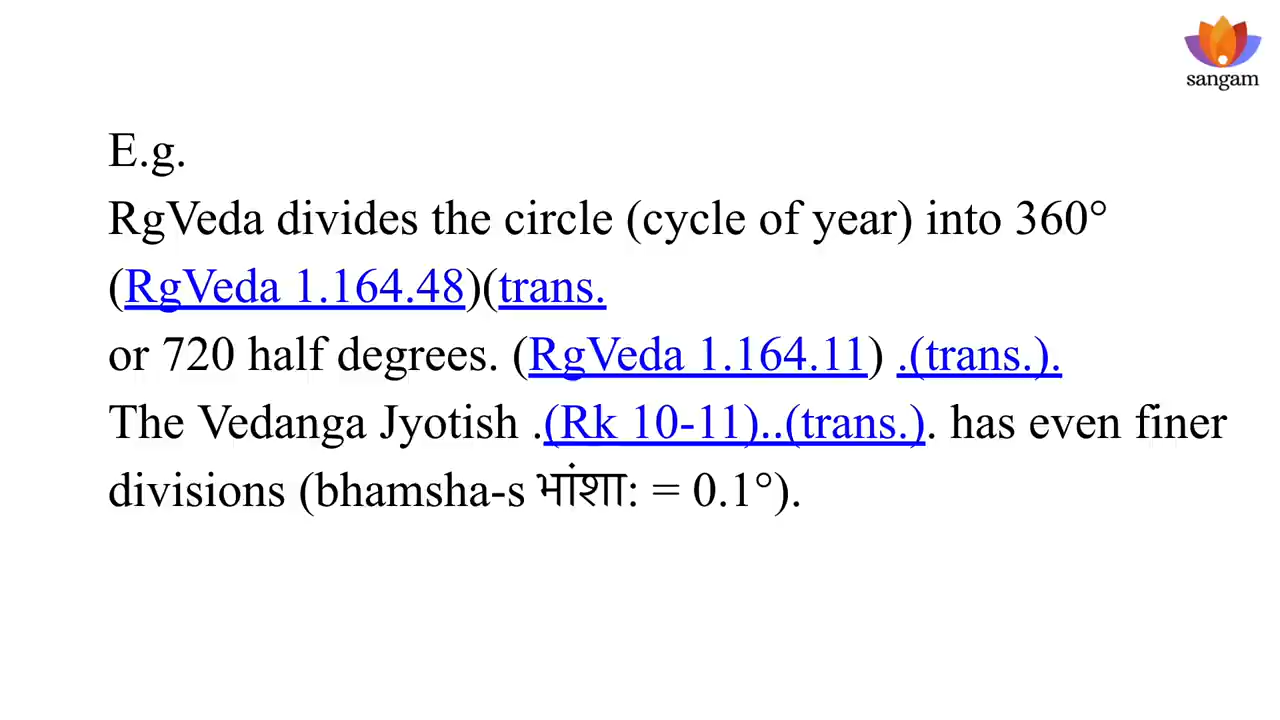 sangam
E.g.
RgVeda divides the circle (cycle of year) into 360°
(RgVeda 1.164.48)(trans.
or 720 half degrees. (RgVeda 1.164.11) .(trans.).
The Vedanga Jyotish .(Rk 10-11)..(trans.). has even finer
divisions (bhamsha-s भांशा: = 0.1°).